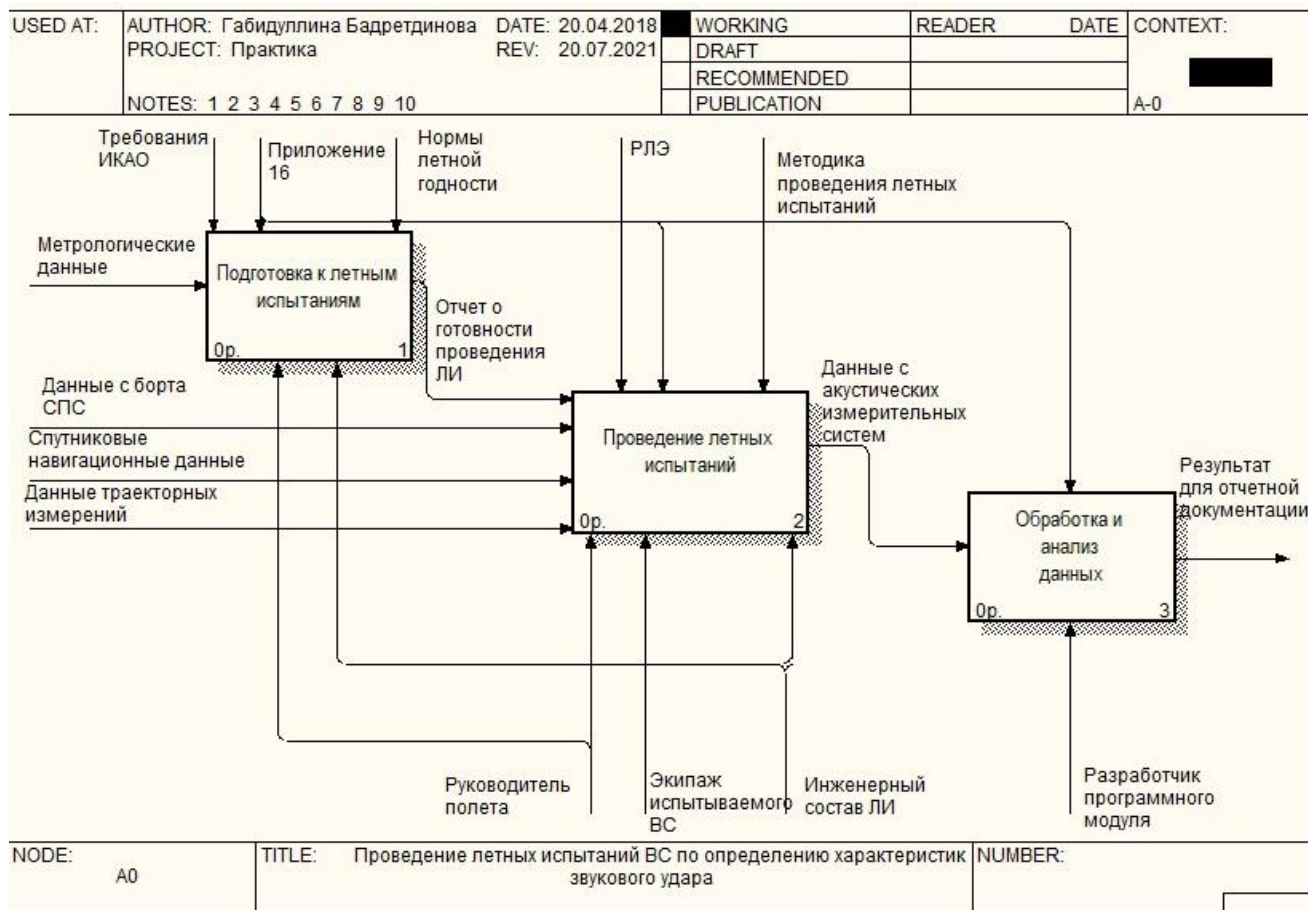 USED AT:
AUTHOR: Габидуллина Бадретдинова
DATE: 20.04.2018
WORKING
READER
DATE
CONTEXT:
PROJECT: Практика
REV: 20.07.2021
DRAFT
RECOMMENDED
NOTES: 1 2 3 4 5 6 7 8 9 10
PUBLICATION
A-0
Требования
ИКАО
Приложение
16
Нормы
летной
годности
РЛЭ
Методика
проведения летных
испытаний
Метрологические
данные
Подготовка к летным
испытаниям
0р.
1
Отчет о
готовности
проведения
ЛИ
Данные с борта
СПС
Спутниковые
навигационные данные
Данные траекторных
измерений
Проведение летных
испытаний
0р.
2
Данные с
акустических
измерительных
систем
Обработка и
анализ
данных
0р.
3
Результат
для отчетной
документации
Руководитель
полета
Экипаж
испытываемого
ВС
Инженерный
состав ЛИ
Разработчик
программного
модуля
NODE:
A0
TITLE:
Проведение летных испытаний ВС по определению характеристик
звукового удара
NUMBER: